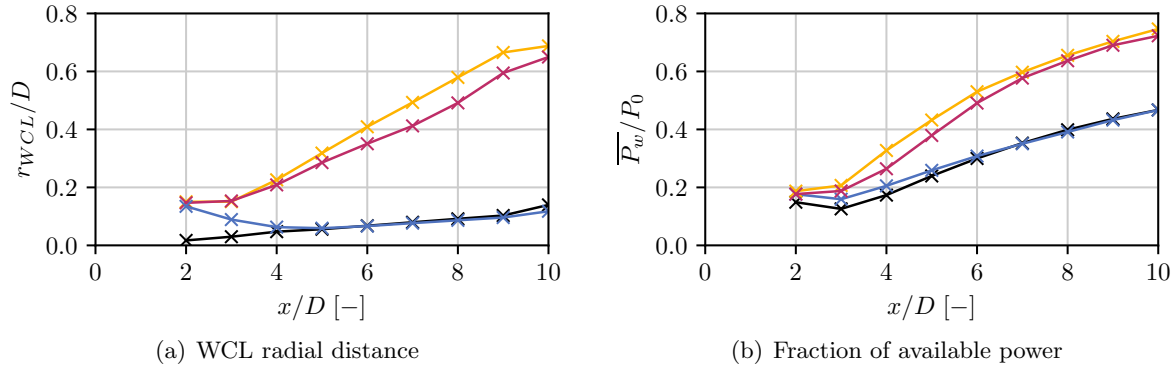 0.8
0.6
0.4
0.2
0.0
r_{WCL}/D
0 2 4 6 8 10
x/D [−]
(a) WCL radial distance
0.8
0.6
0.4
0.2
0.0
\overline{P_w}/P_0
0 2 4 6 8 10
x/D [−]
(b) Fraction of available power